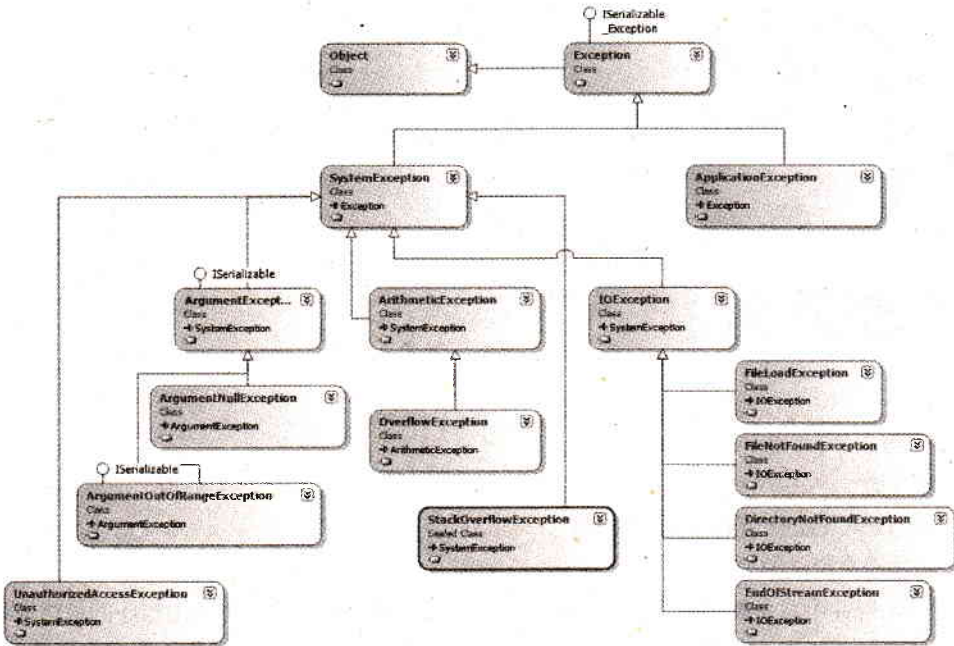 ISerializable
_Exception
Object
Class
Exception
Class
SystemException
Class
Exception
ApplicationException
Class
Exception
ISerializable
ArgumentExcept...
Class
SystemException
ArithmeticException
Class
SystemException
IOException
Class
SystemException
ArgumentNullException
Class
ArgumentException
OverflowException
Class
ArithmeticException
FileLoadException
Class
IOException
FileNotFoundException
Class
IOException
ISerializable
ArgumentOutOfRangeException
Class
ArgumentException
StackOverflowException
Sealed Class
SystemException
DirectoryNotFoundException
Class
IOException
UnauthorizedAccessException
Class
SystemException
EndOfStreamException
Class
IOException